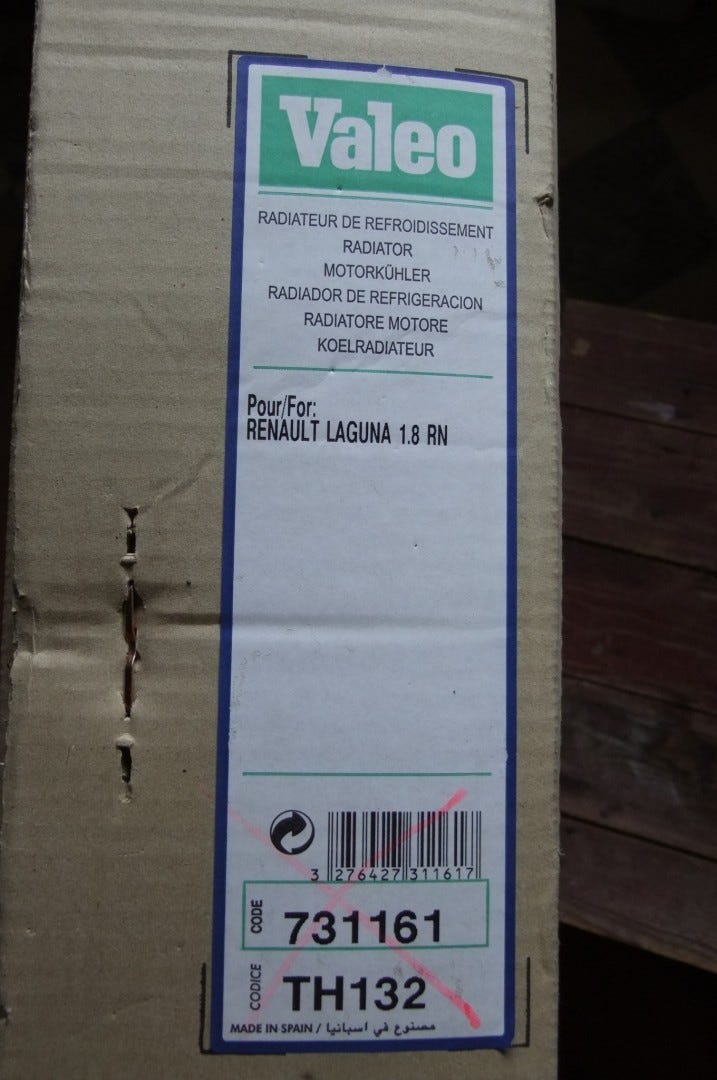 Valeo
RADIATEUR DE REFROIDISSEMENT
RADIATOR
MOTORKÜHLER
RADIADOR DE REFRIGERACION
RADIATORE MOTORE
KOELRADIATEUR
Pour/For:
RENAULT LAGUNA 1.8 RN
3 276427 311617
CODE 731161
CODICE TH132
MADE IN SPAIN / مصنوع في اسبانيا